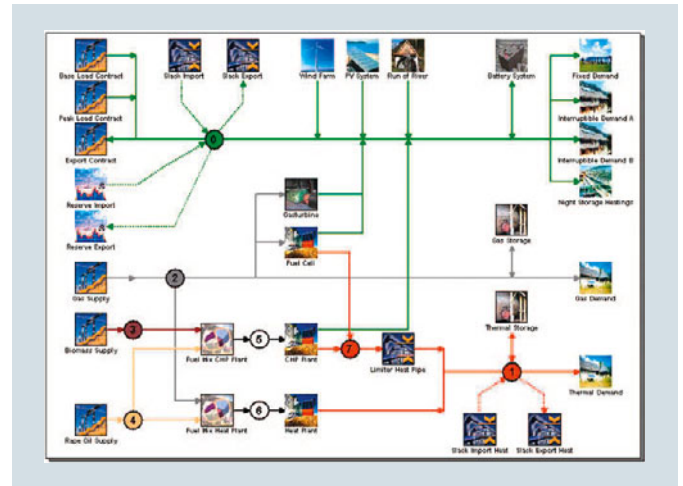 Base Load Contract
Slack Import
Slack Export
Wind Farm
PV System
Run of River
Battery System
Fixed Demand
Peak Load Contract
Interruptible Demand A
0
Export Contract
Interruptible Demand B
Reserve Import
Night Storage Heatings
Gasturbine
Reserve Export
Gas Storage
Fuel Cell
2
Gas Supply
Gas Demand
Thermal Storage
3
5
7
Biomass Supply
Fuel Mix CHP Plant
CHP Plant
Limiter Heat Pipe
1
Thermal Demand
4
6
Rape Oil Supply
Fuel Mix Heat Plant
Heat Plant
Slack Import Heat
Slack Export Heat